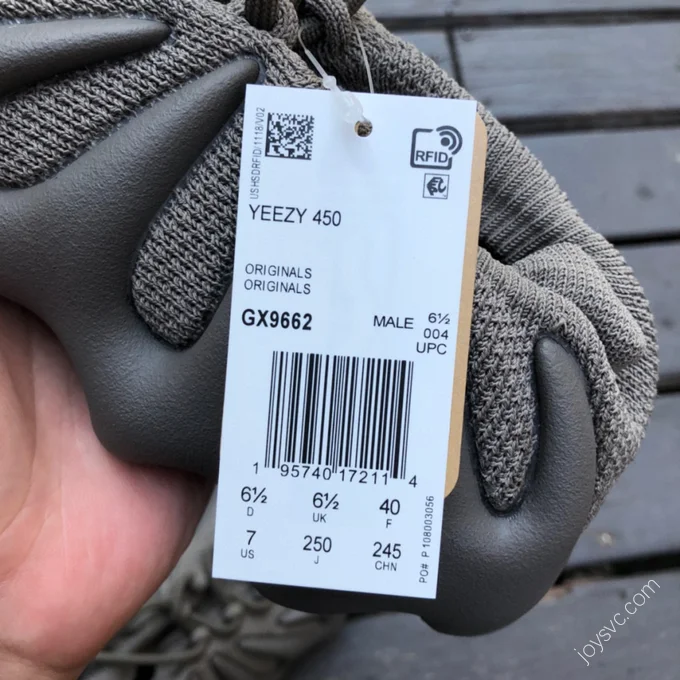 USHSDRFID/1118/V02
RFID
YEEZY 450
ORIGINALS
ORIGINALS
GX9662 MALE 6½
004
UPC
1 95740 17211 4
6½ 6½ 40
D UK F
7 250 245
US J CHN
PO# P 108003056
joysvc.com